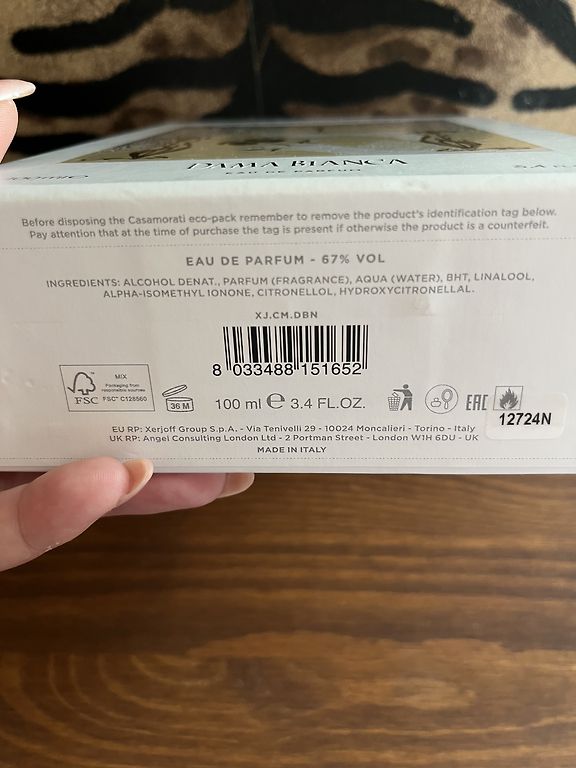 DAMA BIANCA
EAU DE PARFUM
Before disposing the Casamorati eco-pack remember to remove the product's identification tag below.
Pay attention that at the time of purchase the tag is present if otherwise the product is a counterfeit.
EAU DE PARFUM - 67% VOL
INGREDIENTS: ALCOHOL DENAT., PARFUM (FRAGRANCE), AQUA (WATER), BHT, LINALOOL,
ALPHA-ISOMETHYL IONONE, CITRONELLOL, HYDROXYCITRONELLAL.
XJ.CM.DBN
8 033488 151652
MIX
Packaging from
responsible sources
FSC FSC™ C128560
36 M
100 ml e 3.4 FL.OZ.
EAC
12724N
EU RP: Xerjoff Group S.p.A. - Via Tenivelli 29 - 10024 Moncalieri - Torino - Italy
UK RP: Angel Consulting London Ltd - 2 Portman Street - London W1H 6DU - UK
MADE IN ITALY